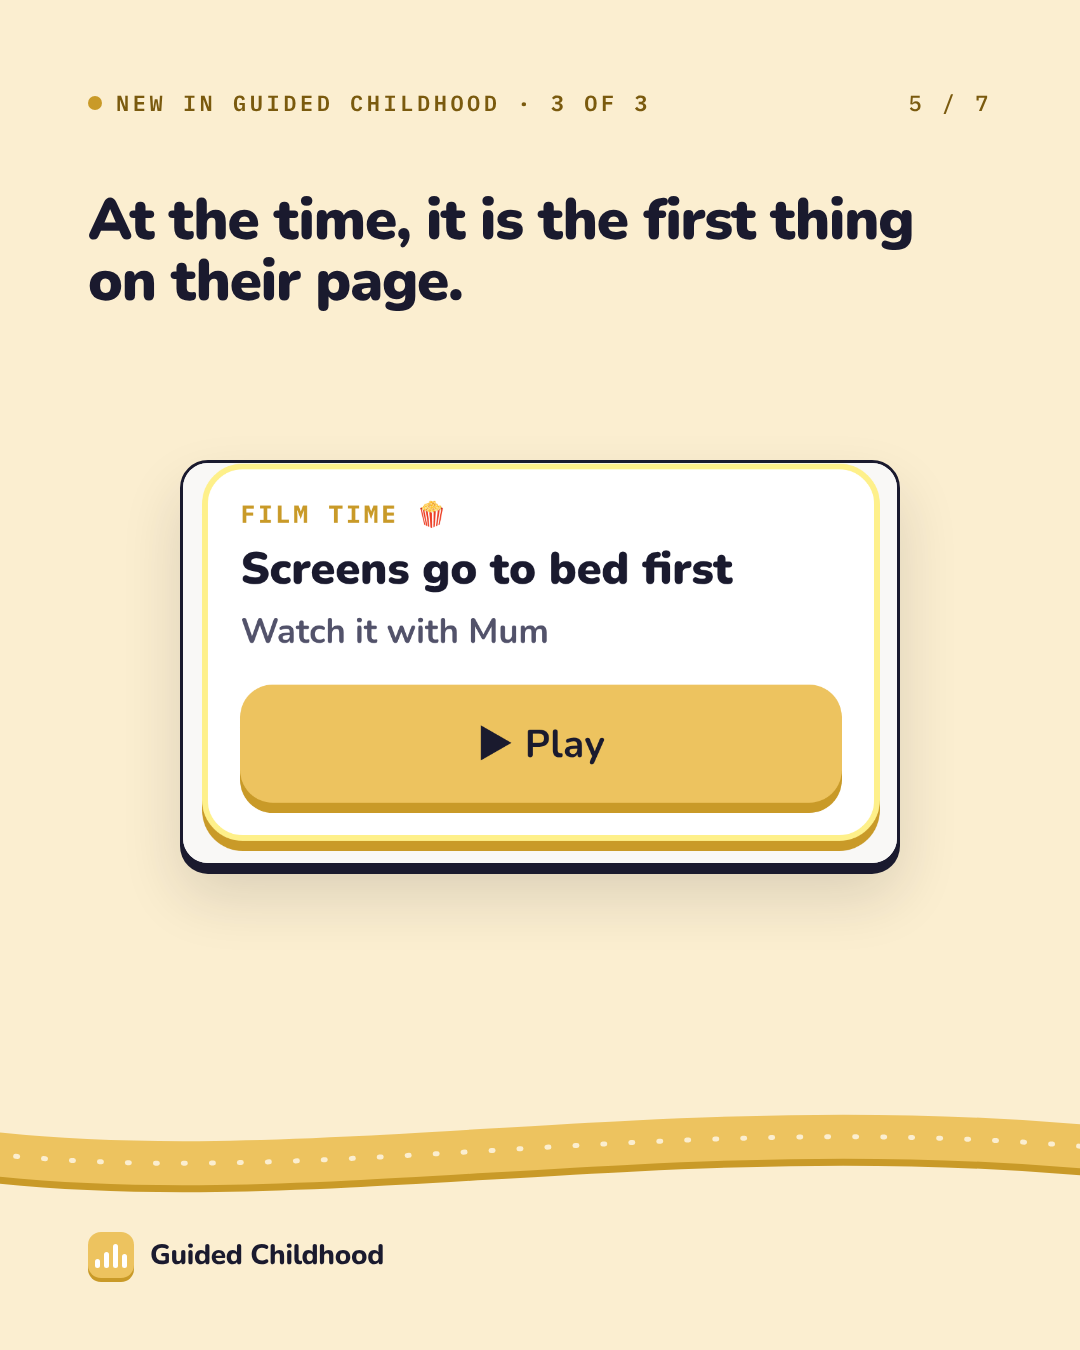 NEW IN GUIDED CHILDHOOD · 3 OF 3
5 / 7
At the time, it is the first thing
on their page.
FILM TIME 🍿
Screens go to bed first
Watch it with Mum
▶ Play
Guided Childhood